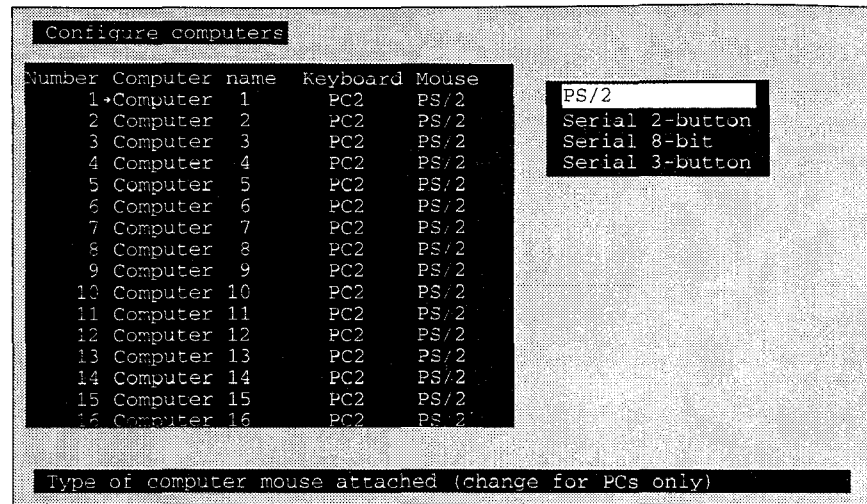 Configure computers
Number Computer name Keyboard Mouse
1→Computer 1 PC2 PS/2
2 Computer 2 PC2 PS/2
3 Computer 3 PC2 PS/2
4 Computer 4 PC2 PS/2
5 Computer 5 PC2 PS/2
6 Computer 6 PC2 PS/2
7 Computer 7 PC2 PS/2
8 Computer 8 PC2 PS/2
9 Computer 9 PC2 PS/2
10 Computer 10 PC2 PS/2
11 Computer 11 PC2 PS/2
12 Computer 12 PC2 PS/2
13 Computer 13 PC2 PS/2
14 Computer 14 PC2 PS/2
15 Computer 15 PC2 PS/2
16 Computer 16 PC2 PS/2
PS/2
Serial 2-button
Serial 8-bit
Serial 3-button
Type of computer mouse attached (change for PCs only)